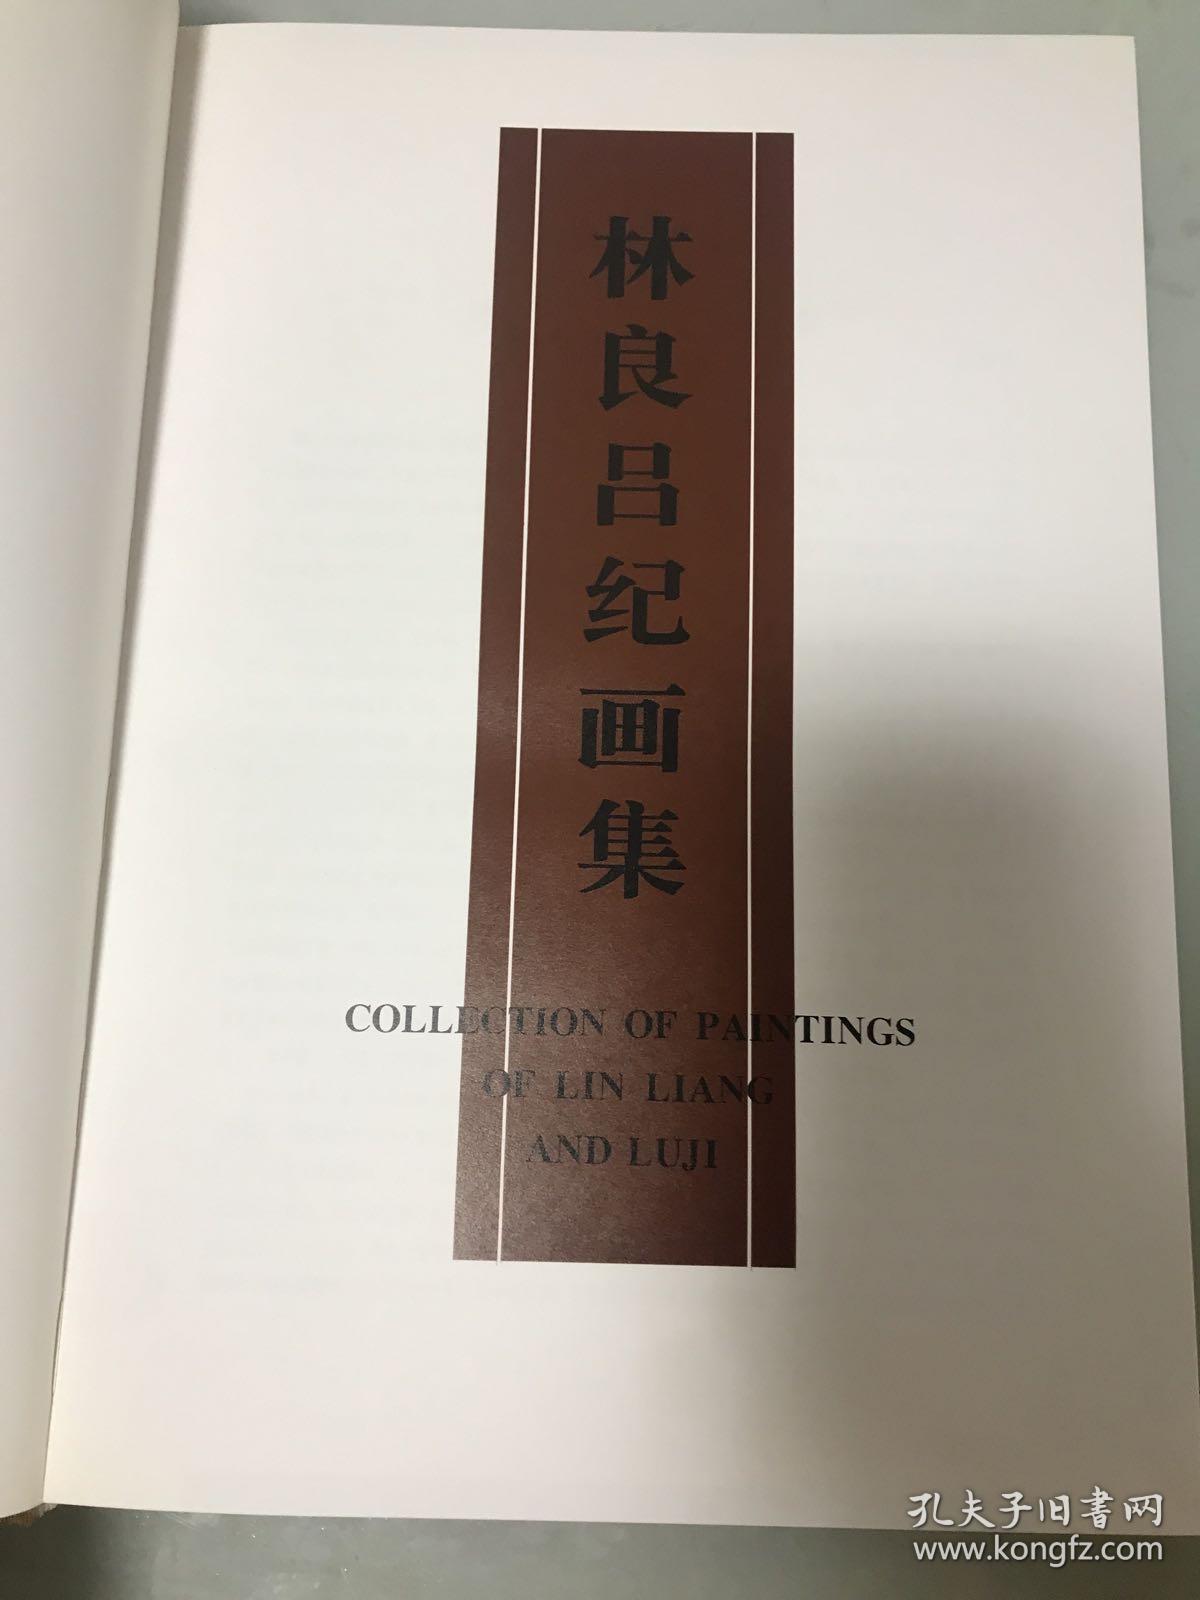 林良吕纪画集
COLLECTION OF PAINTINGS
OF LIN LIANG
AND LUJI
孔夫子旧书网
www.kongfz.com